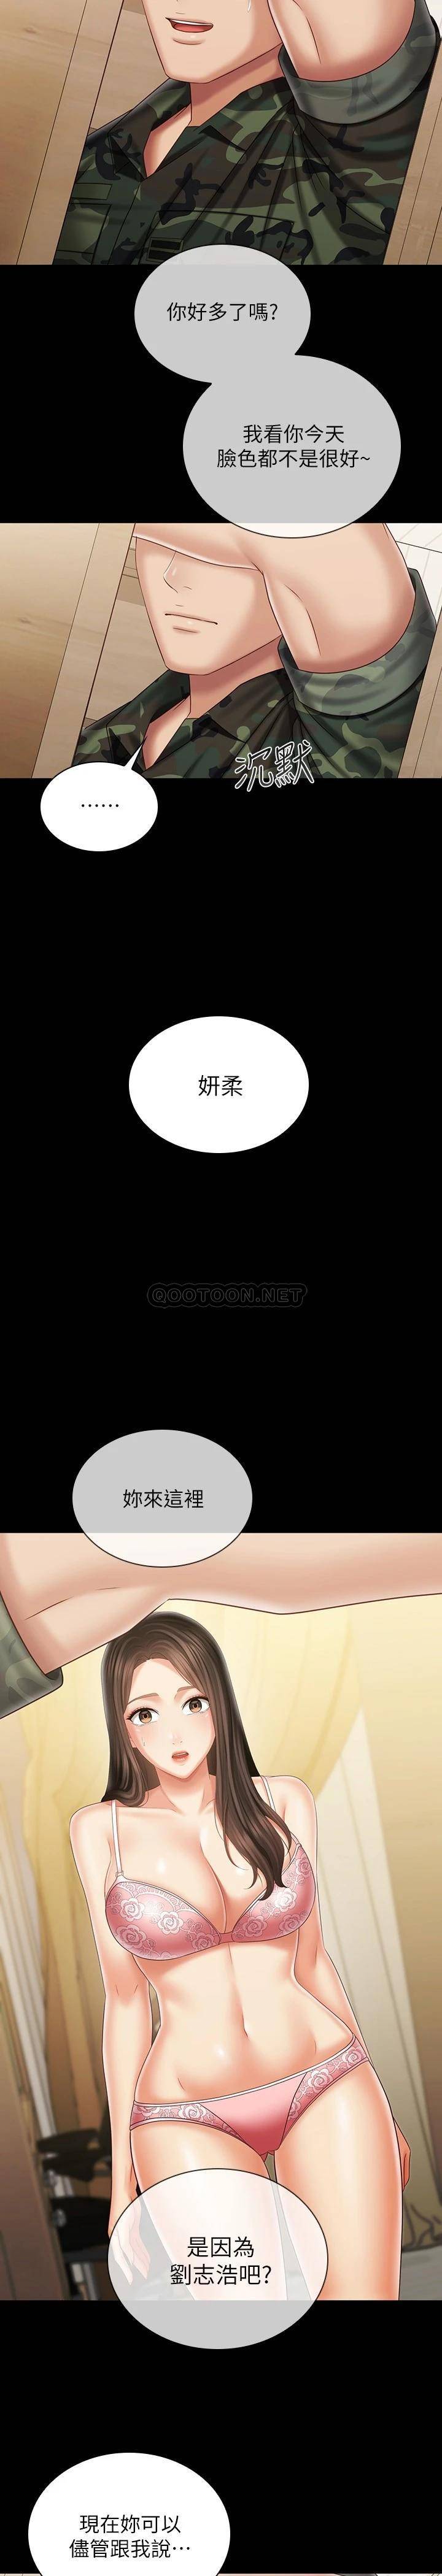 你好多了嗎?
我看你今天
臉色都不是很好~
沉默
……
妍柔
QOOTOON.NET
妳來這裡
是因為
劉志浩吧?
現在妳可以
儘管跟我說…